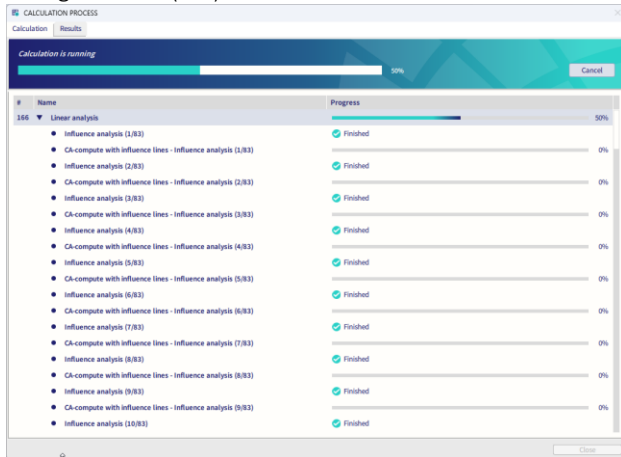 CALCULATION PROCESS
Calculation Results
Calculation is running
50% Cancel
# Name Progress
166 Linear analysis 50%
Influence analysis (1/83) Finished
CA-compute with influence lines - Influence analysis (1/83) 0%
Influence analysis (2/83) Finished
CA-compute with influence lines - Influence analysis (2/83) 0%
Influence analysis (3/83) Finished
CA-compute with influence lines - Influence analysis (3/83) 0%
Influence analysis (4/83) Finished
CA-compute with influence lines - Influence analysis (4/83) 0%
Influence analysis (5/83) Finished
CA-compute with influence lines - Influence analysis (5/83) 0%
Influence analysis (6/83) Finished
CA-compute with influence lines - Influence analysis (6/83) 0%
Influence analysis (7/83) Finished
CA-compute with influence lines - Influence analysis (7/83) 0%
Influence analysis (8/83) Finished
CA-compute with influence lines - Influence analysis (8/83) 0%
Influence analysis (9/83) Finished
CA-compute with influence lines - Influence analysis (9/83) 0%
Influence analysis (10/83) Finished
Close